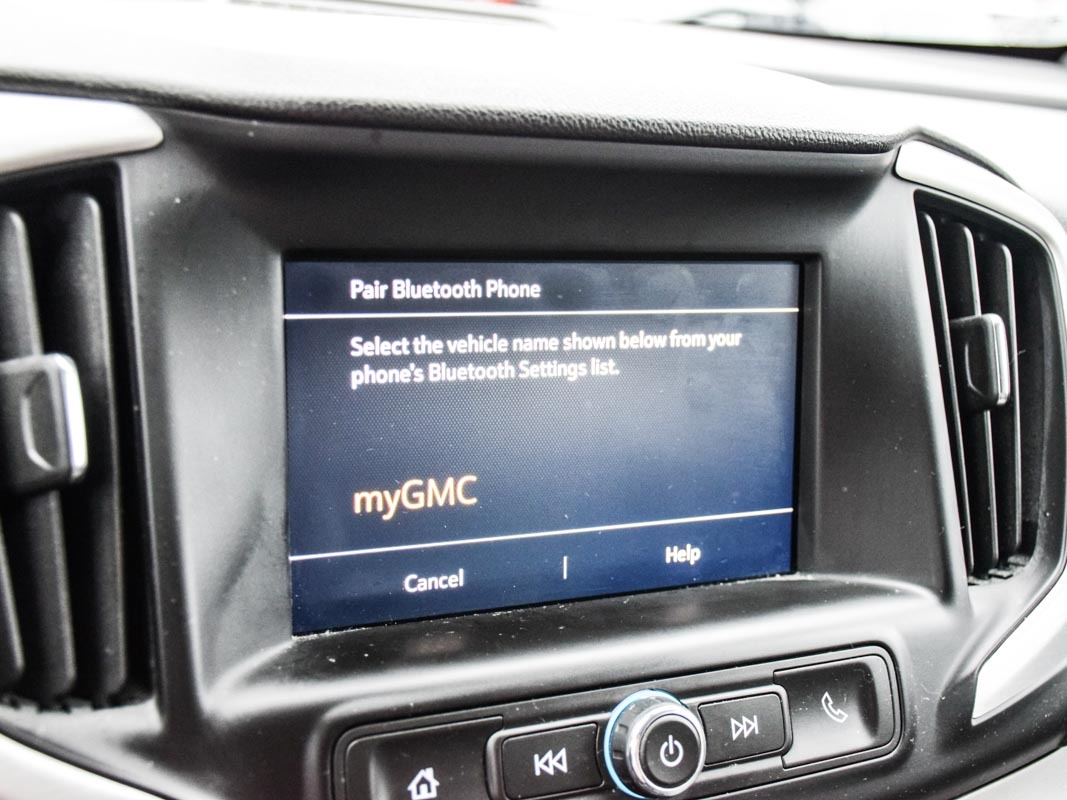 Pair Bluetooth Phone
Select the vehicle name shown below from your
phone's Bluetooth Settings list.
myGMC
Cancel | Help